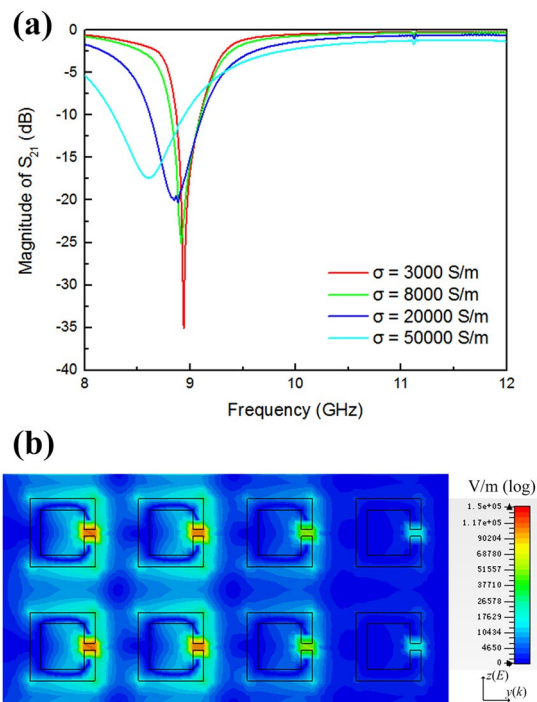 (a)
0
-5
-10
-15
-20
-25
-30
-35
-40
Magnitude of S21 (dB)
σ = 3000 S/m
σ = 8000 S/m
σ = 20000 S/m
σ = 50000 S/m
8 9 10 11 12
Frequency (GHz)
(b)
V/m (log)
1.5e+05
1.17e+05
90204
68780
51258
37710
26578
17629
10434
4650
0
z(E)
y(k)